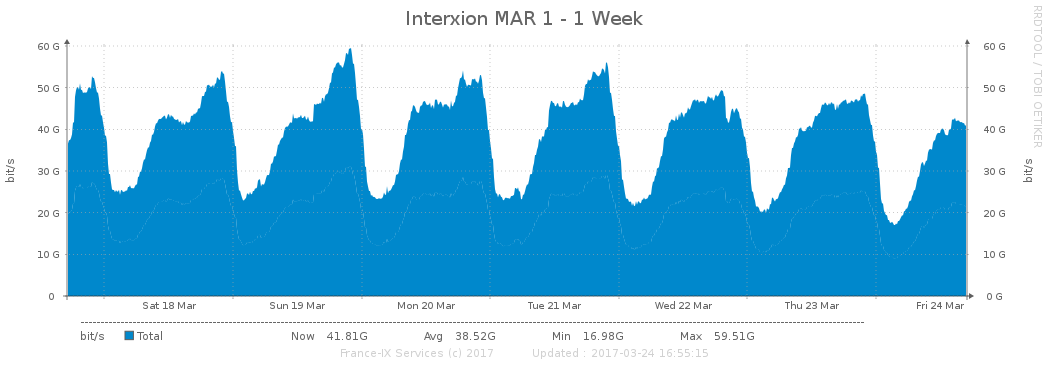 Interxion MAR 1 - 1 Week
RRDTOOL / TOBI OETIKER
60 G 60 G
50 G 50 G
40 G 40 G
30 G 30 G
20 G 20 G
10 G 10 G
0 0 G
bit/s
bit/s
Sat 18 Mar Sun 19 Mar Mon 20 Mar Tue 21 Mar Wed 22 Mar Thu 23 Mar Fri 24 Mar
bit/s Total Now 41.81G Avg 38.52G Min 16.98G Max 59.51G
France-IX Services (c) 2017 Updated : 2017-03-24 16:55:15